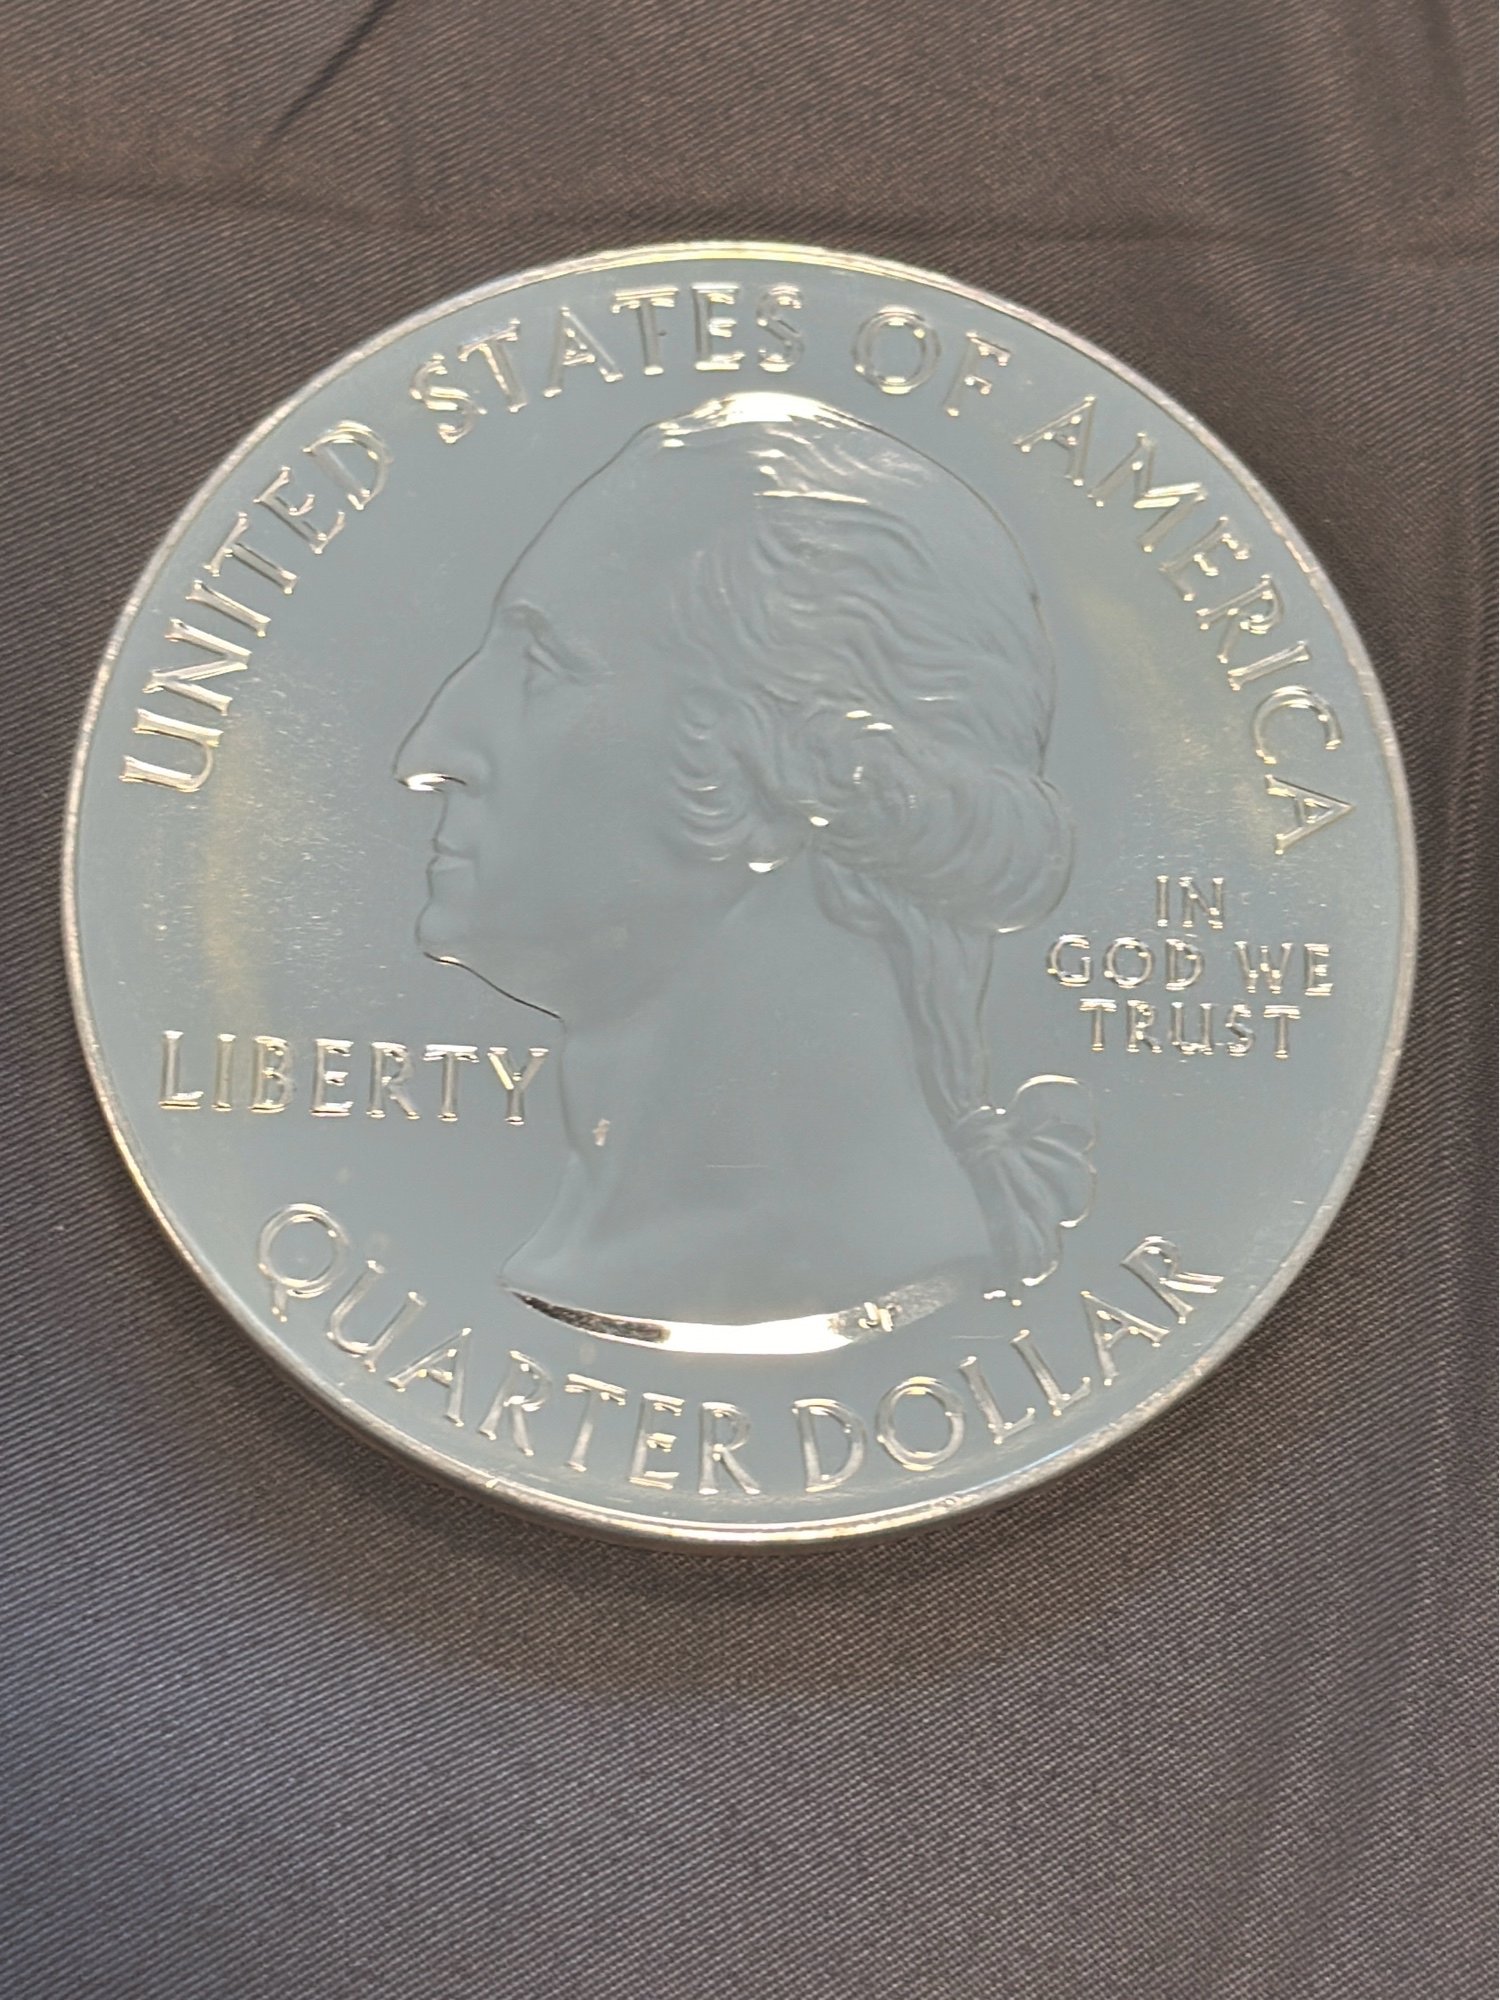 UNITED STATES OF AMERICA
LIBERTY
IN
GOD WE
TRUST
QUARTER DOLLAR